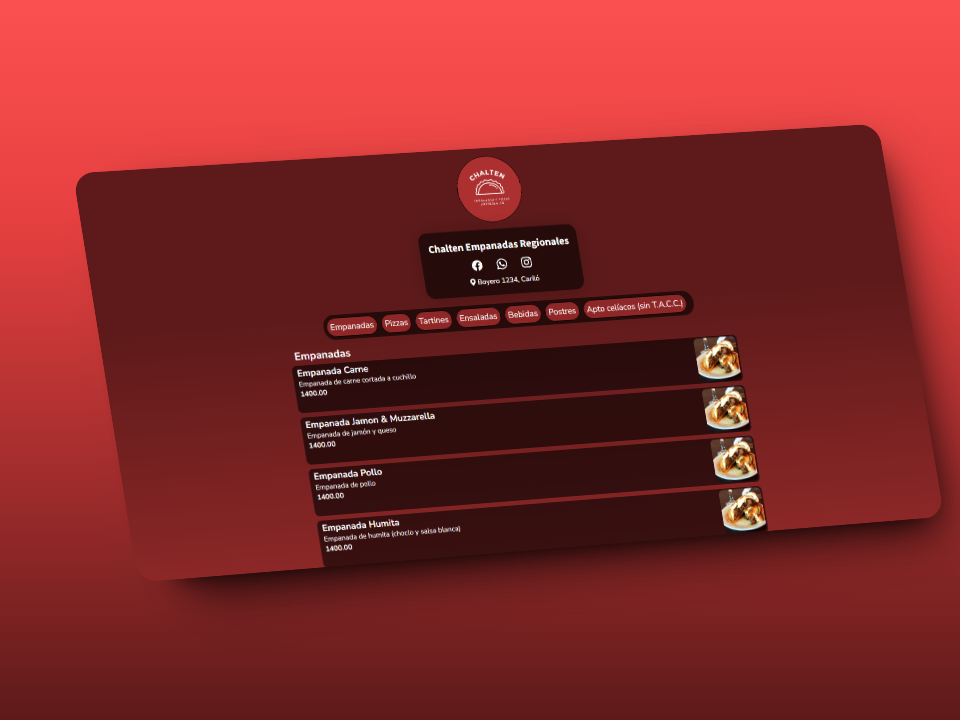 CHALTEN
Chalten Empanadas Regionales
Boyero 1234, Cariló
Empanadas Pizzas Tartines Ensaladas Bebidas Postres Apto celíacos (sin T.A.C.C.)
Empanadas
Empanada Carne
Empanada de carne cortada a cuchillo
1400.00
Empanada Jamon & Muzzarella
Empanada de jamón y queso
1400.00
Empanada Pollo
Empanada de pollo
1400.00
Empanada Humita
Empanada de humita (choclo y salsa blanca)
1400.00